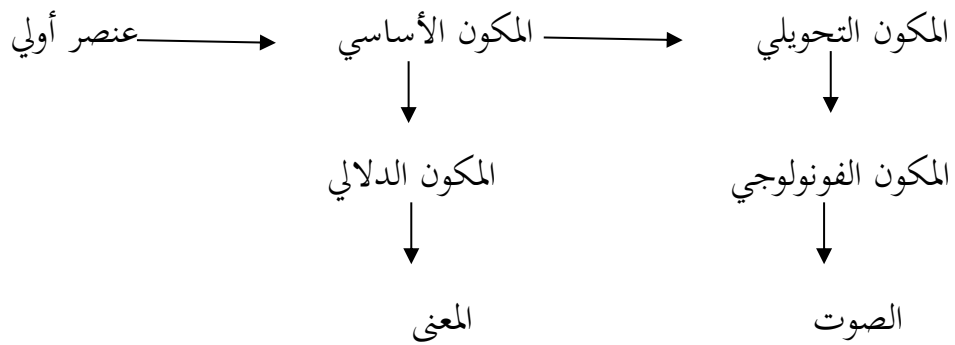 عنصر أولي المكون الأساسي المكون التحويلي
المكون الدلالي المكون الفونولوجي
المعنى الصوت